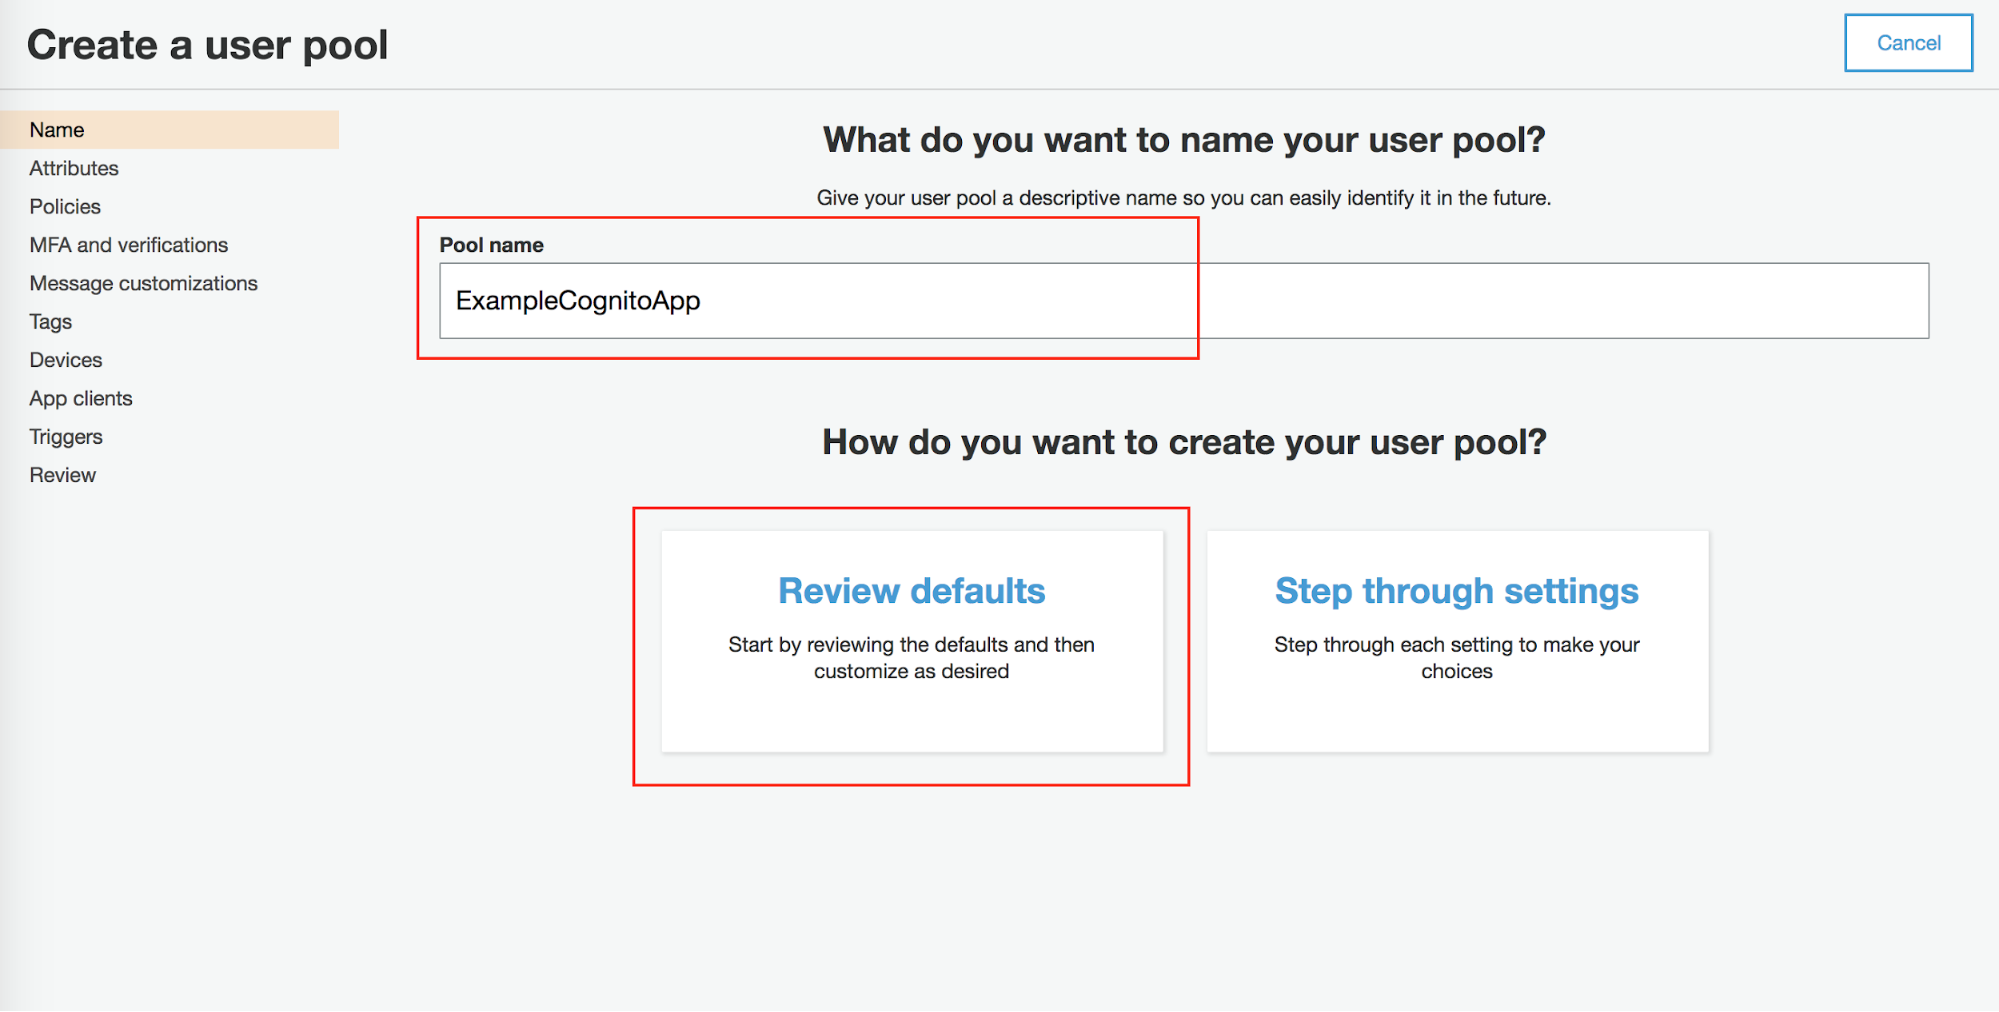 Create a user pool
Cancel
Name
Attributes
Policies
MFA and verifications
Message customizations
Tags
Devices
App clients
Triggers
Review
What do you want to name your user pool?
Give your user pool a descriptive name so you can easily identify it in the future.
Pool name
ExampleCognitoApp
How do you want to create your user pool?
Review defaults
Start by reviewing the defaults and then
customize as desired
Step through settings
Step through each setting to make your
choices